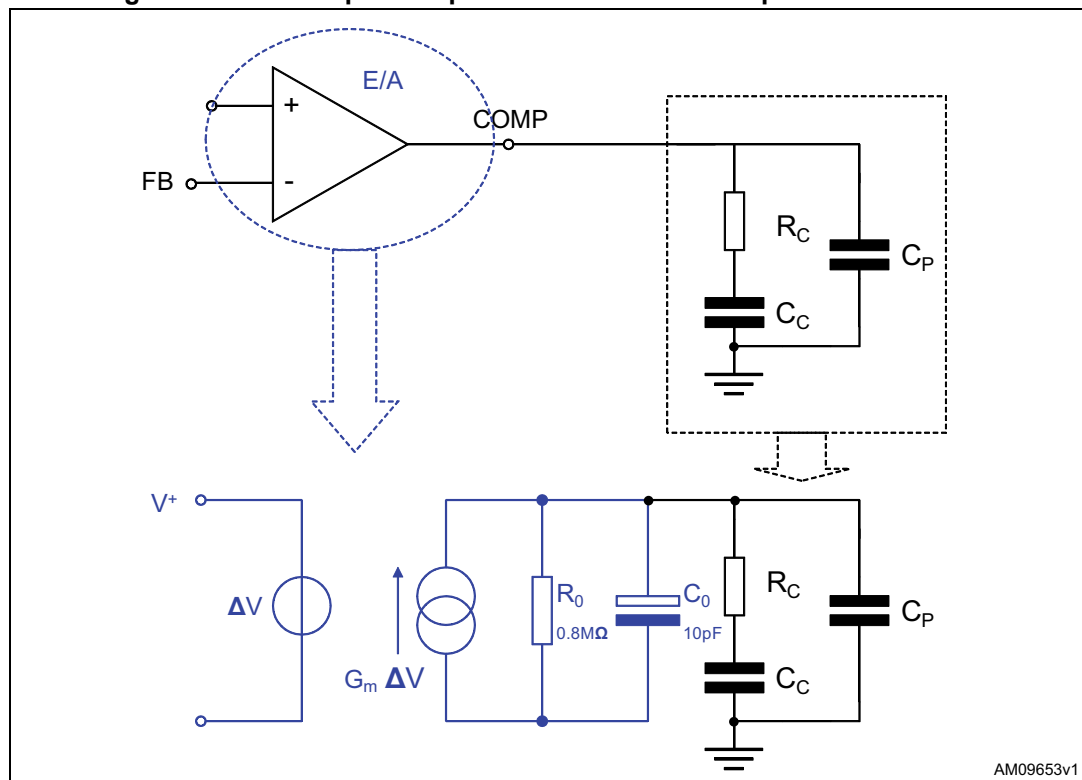 E/A
+
COMP
FB
-
R_C
C_P
C_C
V⁺
ΔV
G_m ΔV
R_0
0.8MΩ
C_0
10pF
R_C
C_P
C_C
AM09653v1